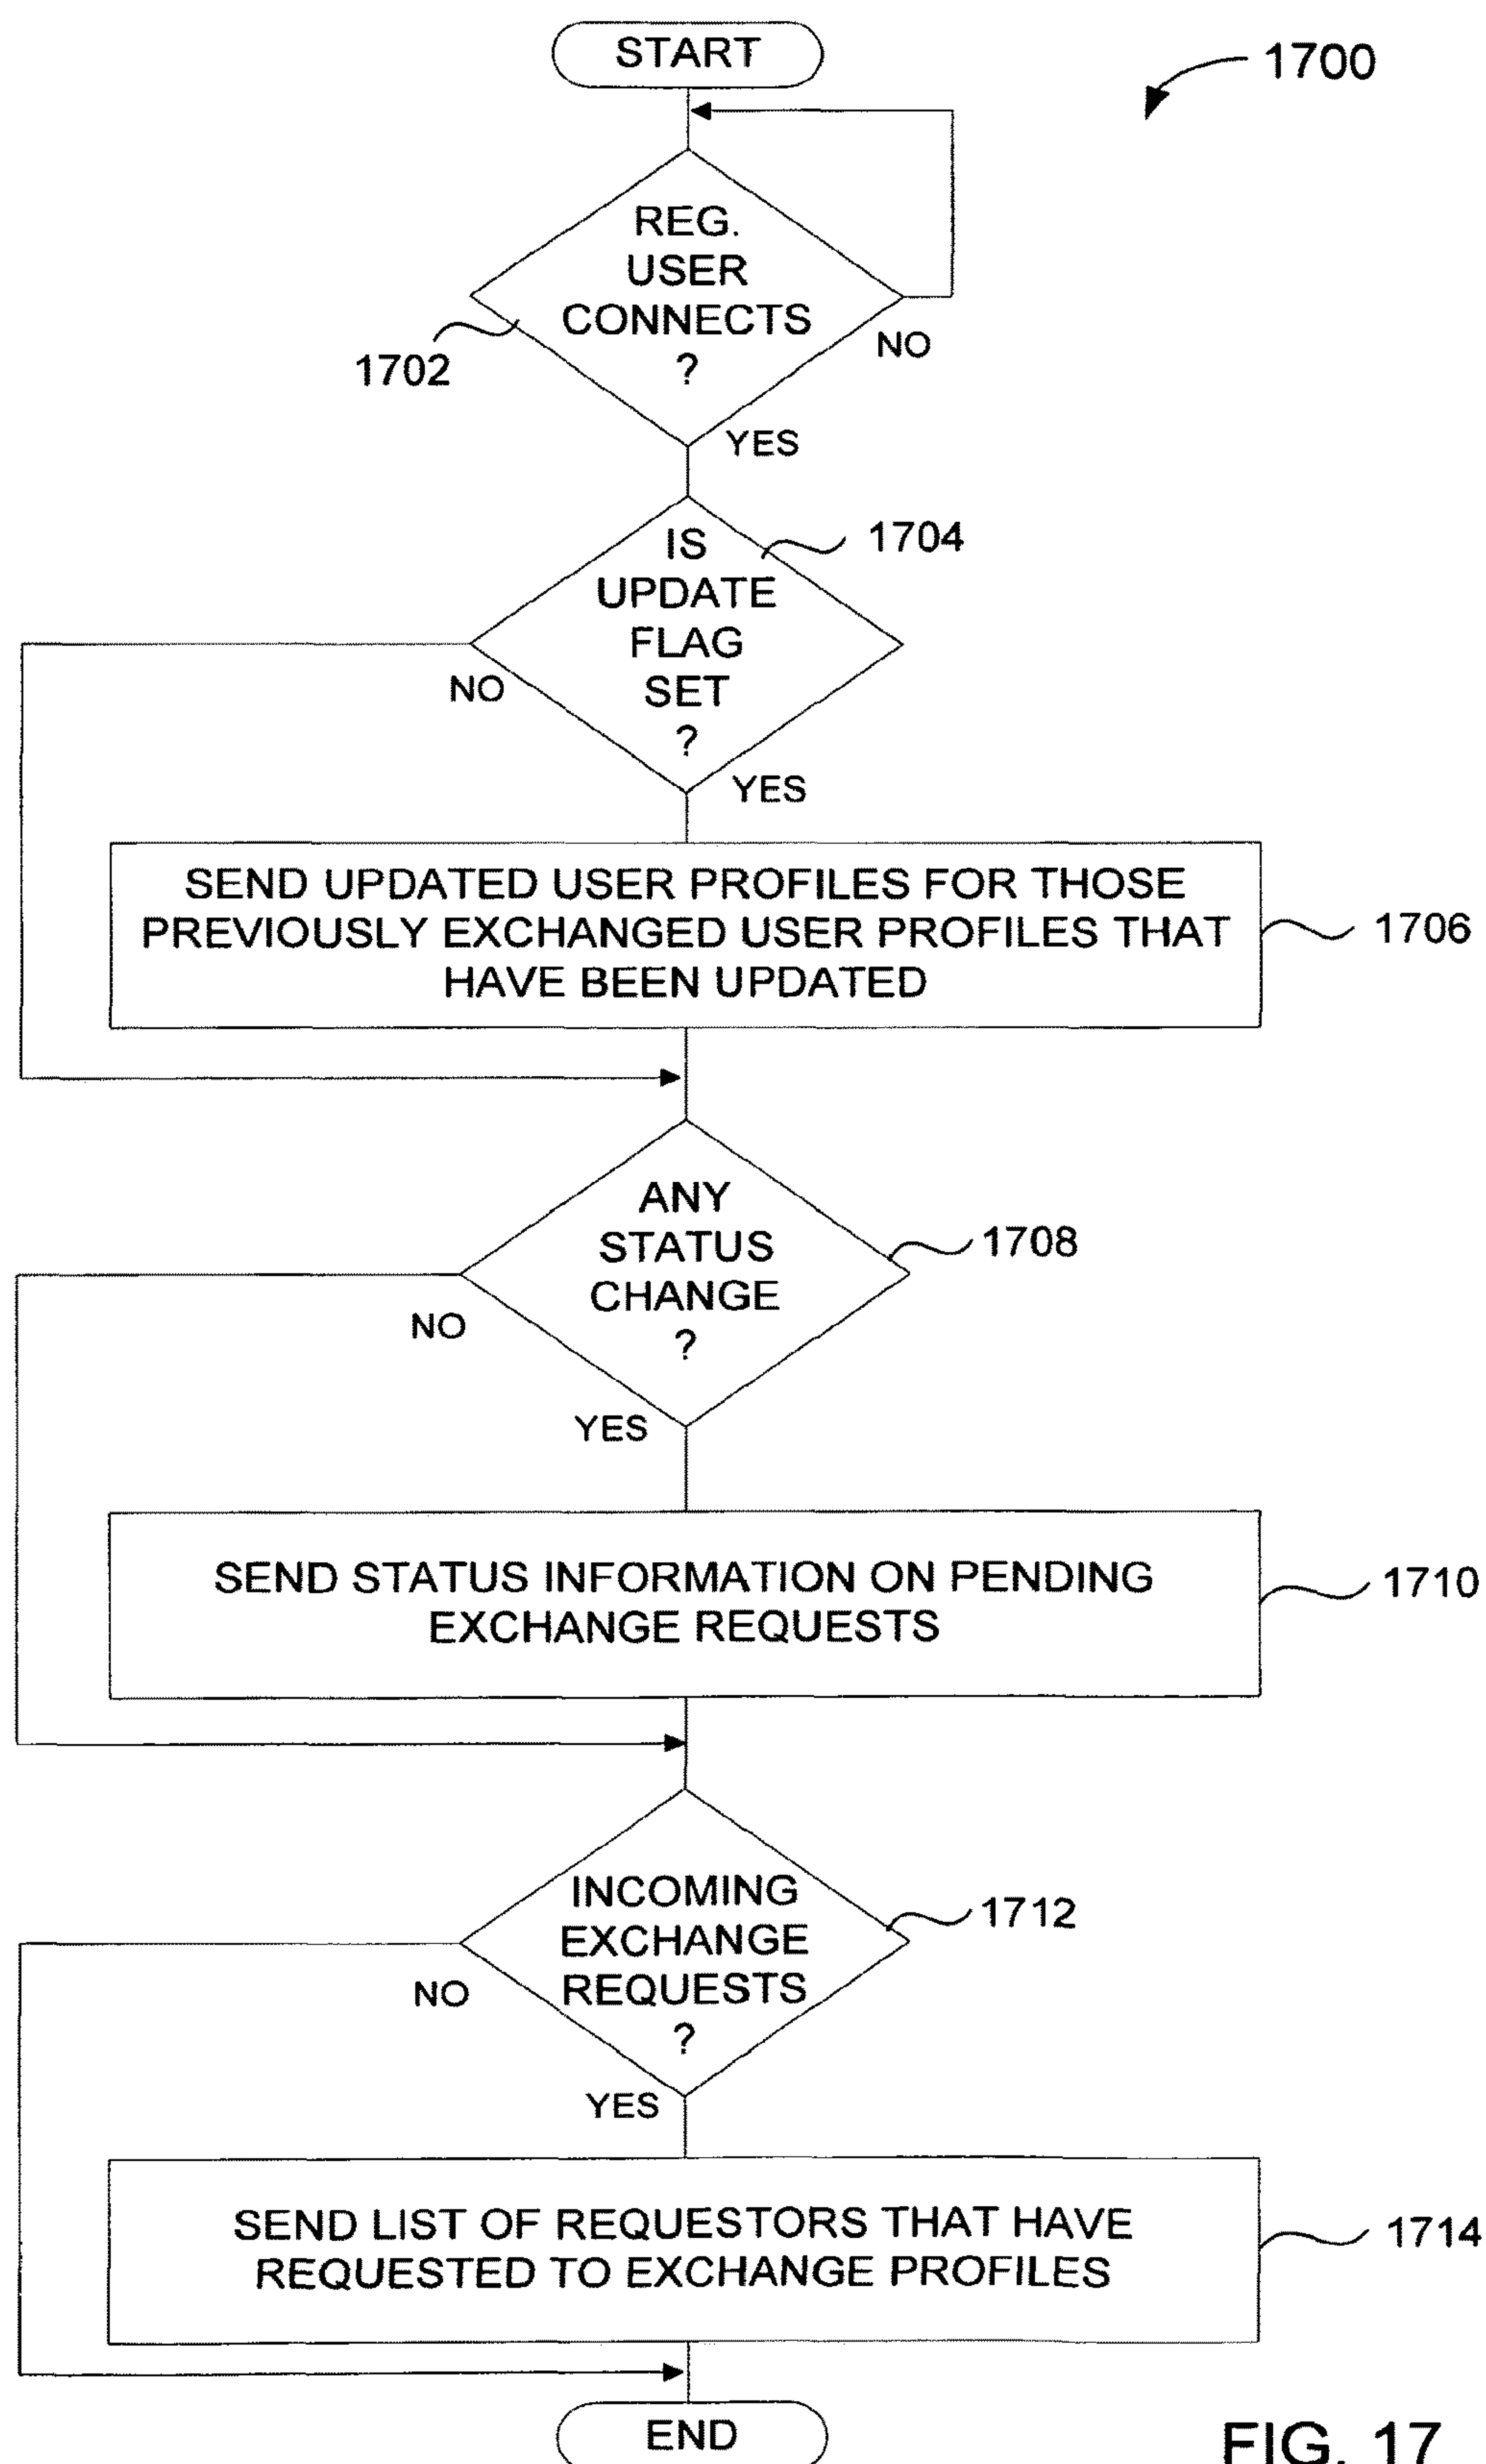 START
1700
REG.
USER
CONNECTS
?
NO
1702
YES
IS
UPDATE
FLAG
SET
?
1704
NO
YES
SEND UPDATED USER PROFILES FOR THOSE
PREVIOUSLY EXCHANGED USER PROFILES THAT
HAVE BEEN UPDATED
1706
ANY
STATUS
CHANGE
?
1708
NO
YES
SEND STATUS INFORMATION ON PENDING
EXCHANGE REQUESTS
1710
INCOMING
EXCHANGE
REQUESTS
?
1712
NO
YES
SEND LIST OF REQUESTORS THAT HAVE
REQUESTED TO EXCHANGE PROFILES
1714
END
FIG. 17